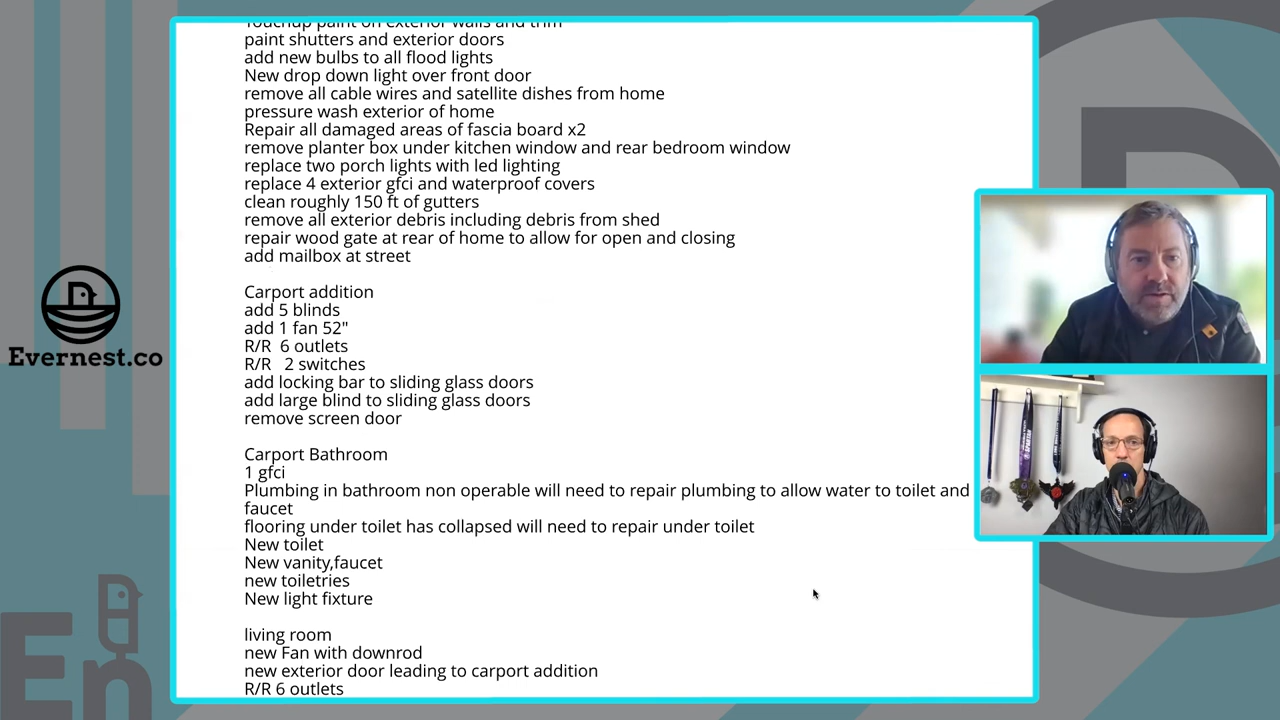 Touchup paint on exterior walls and trim
paint shutters and exterior doors
add new bulbs to all flood lights
New drop down light over front door
remove all cable wires and satellite dishes from home
pressure wash exterior of home
Repair all damaged areas of fascia board x2
remove planter box under kitchen window and rear bedroom window
replace two porch lights with led lighting
replace 4 exterior gfci and waterproof covers
clean roughly 150 ft of gutters
remove all exterior debris including debris from shed
repair wood gate at rear of home to allow for open and closing
add mailbox at street
Carport addition
add 5 blinds
add 1 fan 52"
R/R  6 outlets
R/R   2 switches
add locking bar to sliding glass doors
add large blind to sliding glass doors
remove screen door
Carport Bathroom
1 gfci
Plumbing in bathroom non operable will need to repair plumbing to allow water to toilet and
faucet
flooring under toilet has collapsed will need to repair under toilet
New toilet
New vanity,faucet
new toiletries
New light fixture
living room
new Fan with downrod
new exterior door leading to carport addition
R/R 6 outlets
Evernest.co
En